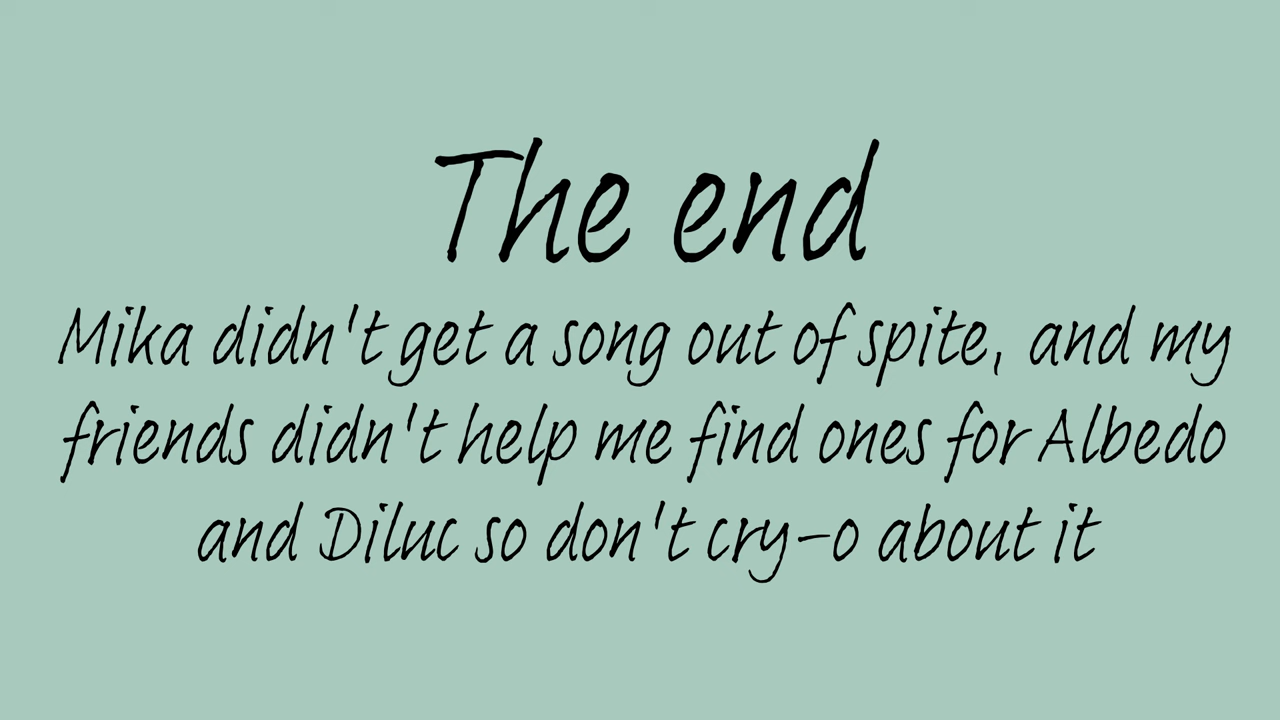 The end
Mika didn't get a song out of spite, and my
friends didn't help me find ones for Albedo
and Diluc so don't cry-o about it